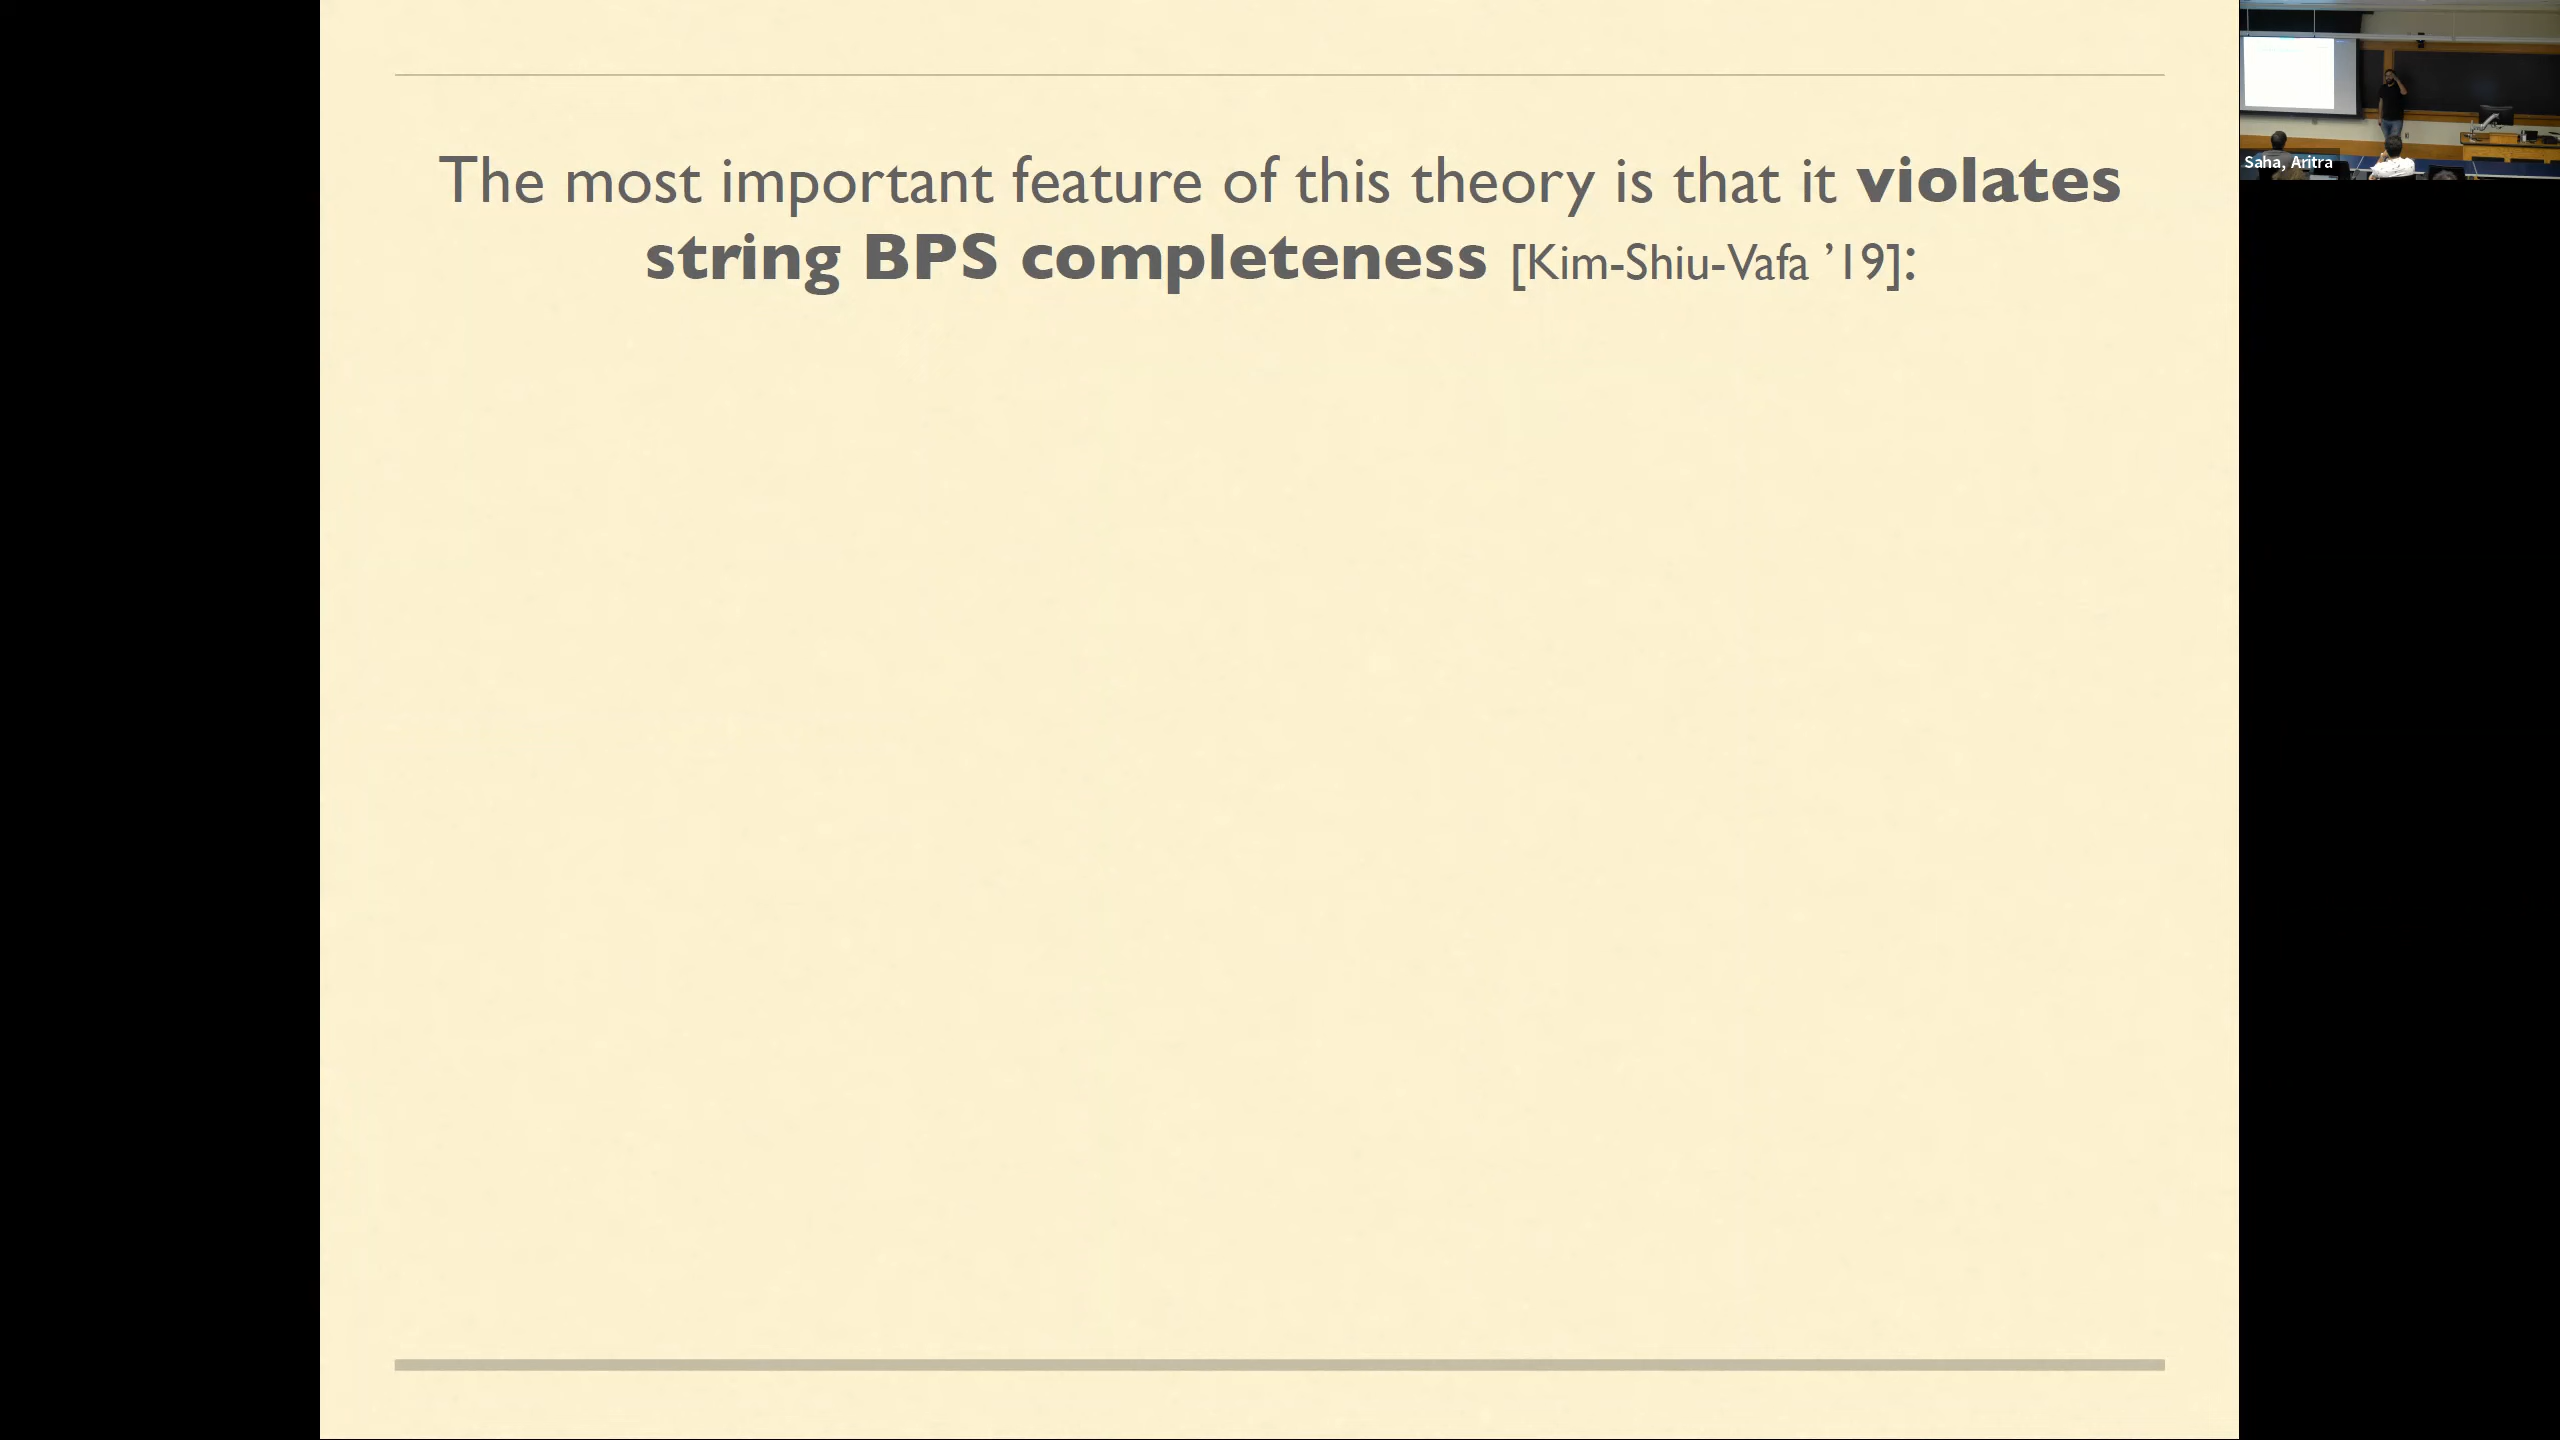 The most important feature of this theory is that it violates
string BPS completeness [Kim-Shiu-Vafa ’19]:
Saha, Aritra